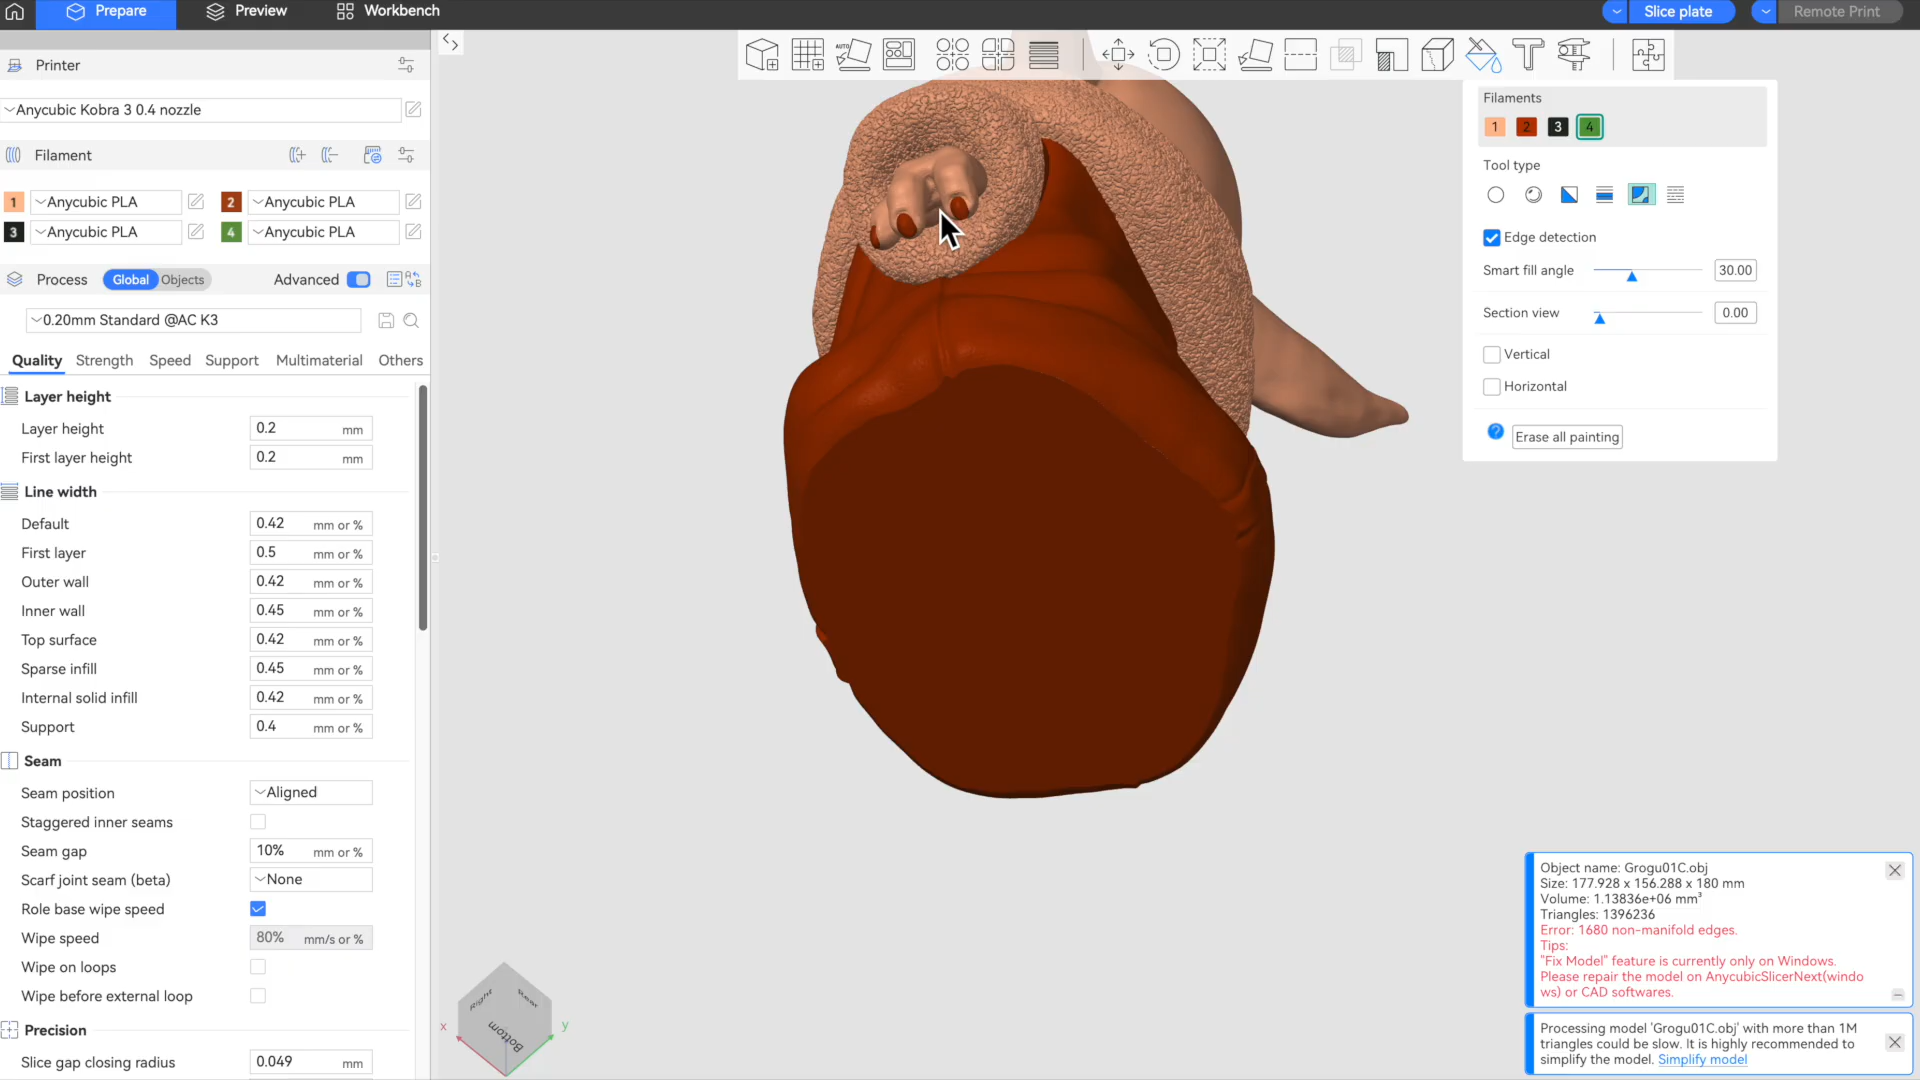 Prepare
Preview
Workbench
Slice plate
Remote Print
Printer
Anycubic Kobra 3 0.4 nozzle
Filament
1 Anycubic PLA
2 Anycubic PLA
3 Anycubic PLA
4 Anycubic PLA
Process
Global
Objects
Advanced
0.20mm Standard @AC K3
Quality
Strength
Speed
Support
Multimaterial
Others
Layer height
Layer height 0.2 mm
First layer height 0.2 mm
Line width
Default 0.42 mm or %
First layer 0.5 mm or %
Outer wall 0.42 mm or %
Inner wall 0.45 mm or %
Top surface 0.42 mm or %
Sparse infill 0.45 mm or %
Internal solid infill 0.42 mm or %
Support 0.4 mm or %
Seam
Seam position Aligned
Staggered inner seams
Seam gap 10% mm or %
Scarf joint seam (beta) None
Role base wipe speed
Wipe speed 80% mm/s or %
Wipe on loops
Wipe before external loop
Precision
Slice gap closing radius 0.049 mm
AUTO
Filaments
1 2 3 4
Tool type
Edge detection
Smart fill angle 30.00
Section view 0.00
Vertical
Horizontal
? Erase all painting
Right
Rear
Bottom
x
y
Object name: Grogu01C.obj
Size: 177.928 x 156.288 x 180 mm
Volume: 1.13836e+06 mm³
Triangles: 1396236
Error: 1680 non-manifold edges.
Tips:
"Fix Model" feature is currently only on Windows.
Please repair the model on AnycubicSlicerNext(windo
ws) or CAD softwares.
Processing model 'Grogu01C.obj' with more than 1M
triangles could be slow. It is highly recommended to
simplify the model. Simplify model